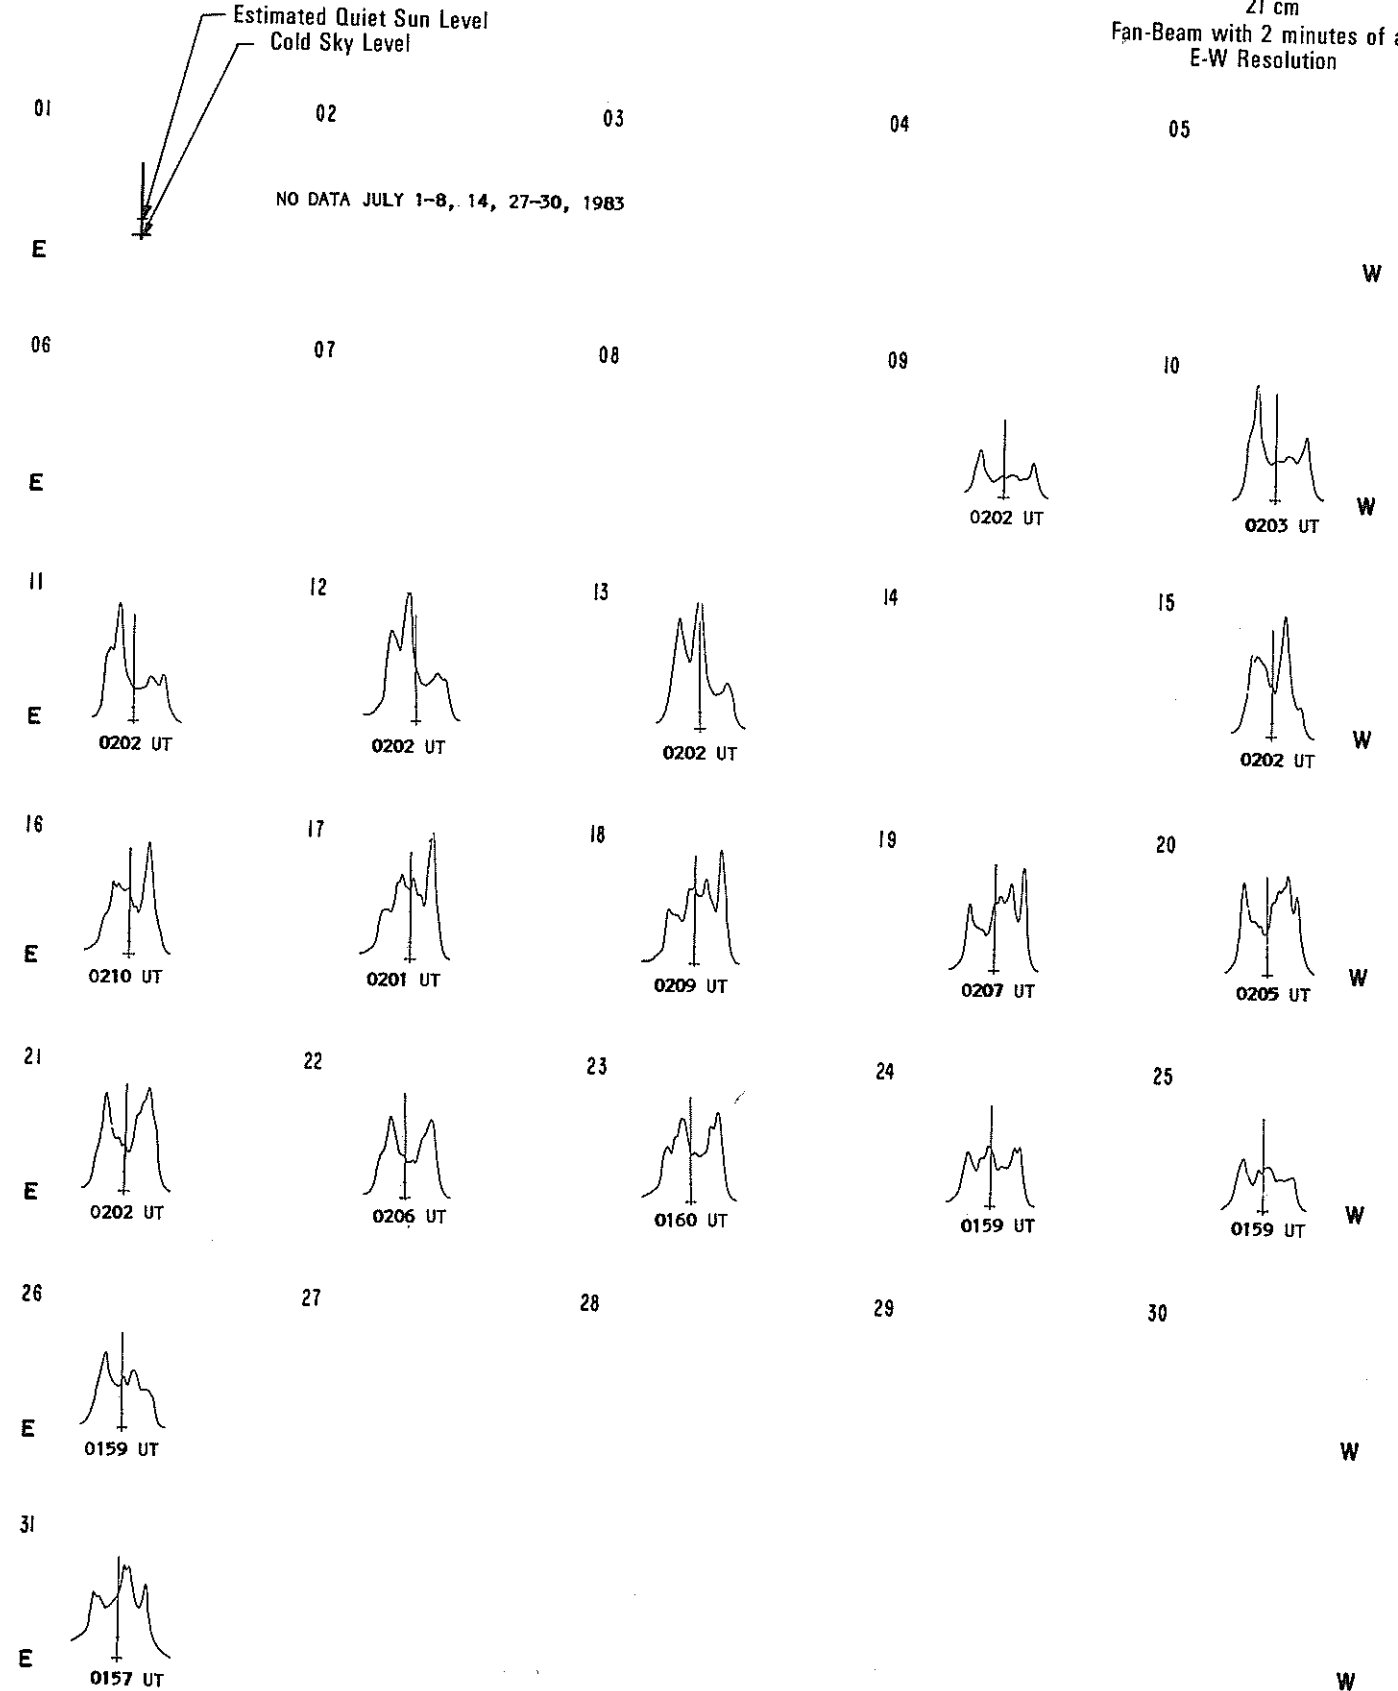 Estimated Quiet Sun Level
Cold Sky Level
21 cm
Fan-Beam with 2 minutes of
E-W Resolution
01 02 03 04 05
NO DATA JULY 1-8, 14, 27-30, 1983
E W
06 07 08 09 10
E W
0202 UT 0203 UT
11 12 13 14 15
E W
0202 UT 0202 UT 0202 UT 0202 UT
16 17 18 19 20
E W
0210 UT 0201 UT 0209 UT 0207 UT 0205 UT
21 22 23 24 25
E W
0202 UT 0206 UT 0160 UT 0159 UT 0159 UT
26 27 28 29 30
E W
0159 UT
31
E W
0157 UT